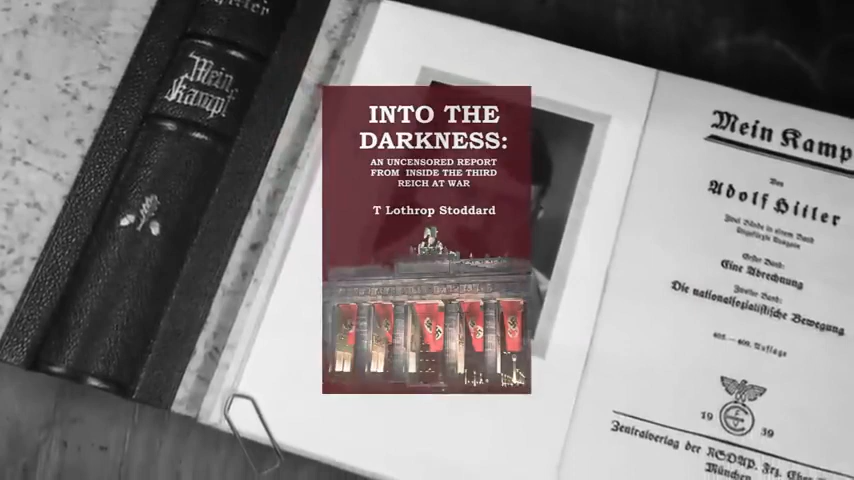 Mein
Kampf
INTO THE
DARKNESS:
AN UNCENSORED REPORT
FROM INSIDE THE THIRD
REICH AT WAR
T Lothrop Stoddard
Mein Kamp
Von
Adolf Hitler
Zwei Bände in einem Band
Ungekürzte Ausgabe
Erster Band:
Eine Abrechnung
Zweiter Band:
Die nationalsozialistische Bewegung
Auflage
19 39
Zentralverlag der NSDAP. Frz. Eher
München